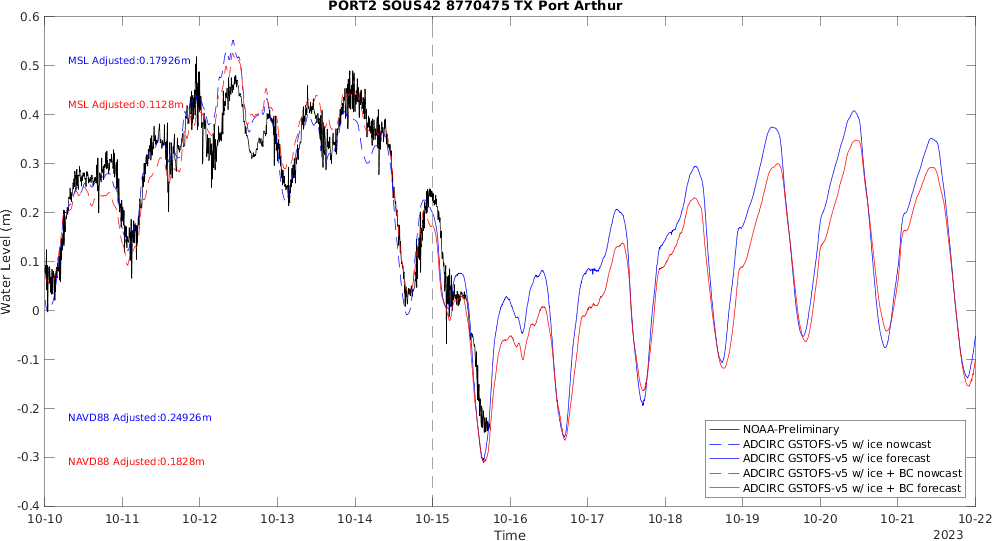 PORT2 SOUS42 8770475 TX Port Arthur
0.6
0.5
0.4
0.3
0.2
0.1
0
-0.1
-0.2
-0.3
-0.4
Water Level (m)
MSL Adjusted:0.17926m
MSL Adjusted:0.1128m
NAVD88 Adjusted:0.24926m
NAVD88 Adjusted:0.1828m
NOAA-Preliminary
ADCIRC GSTOFS-v5 w/ ice nowcast
ADCIRC GSTOFS-v5 w/ ice forecast
ADCIRC GSTOFS-v5 w/ ice + BC nowcast
ADCIRC GSTOFS-v5 w/ ice + BC forecast
10-10 10-11 10-12 10-13 10-14 10-15 10-16 10-17 10-18 10-19 10-20 10-21 10-22
Time
2023